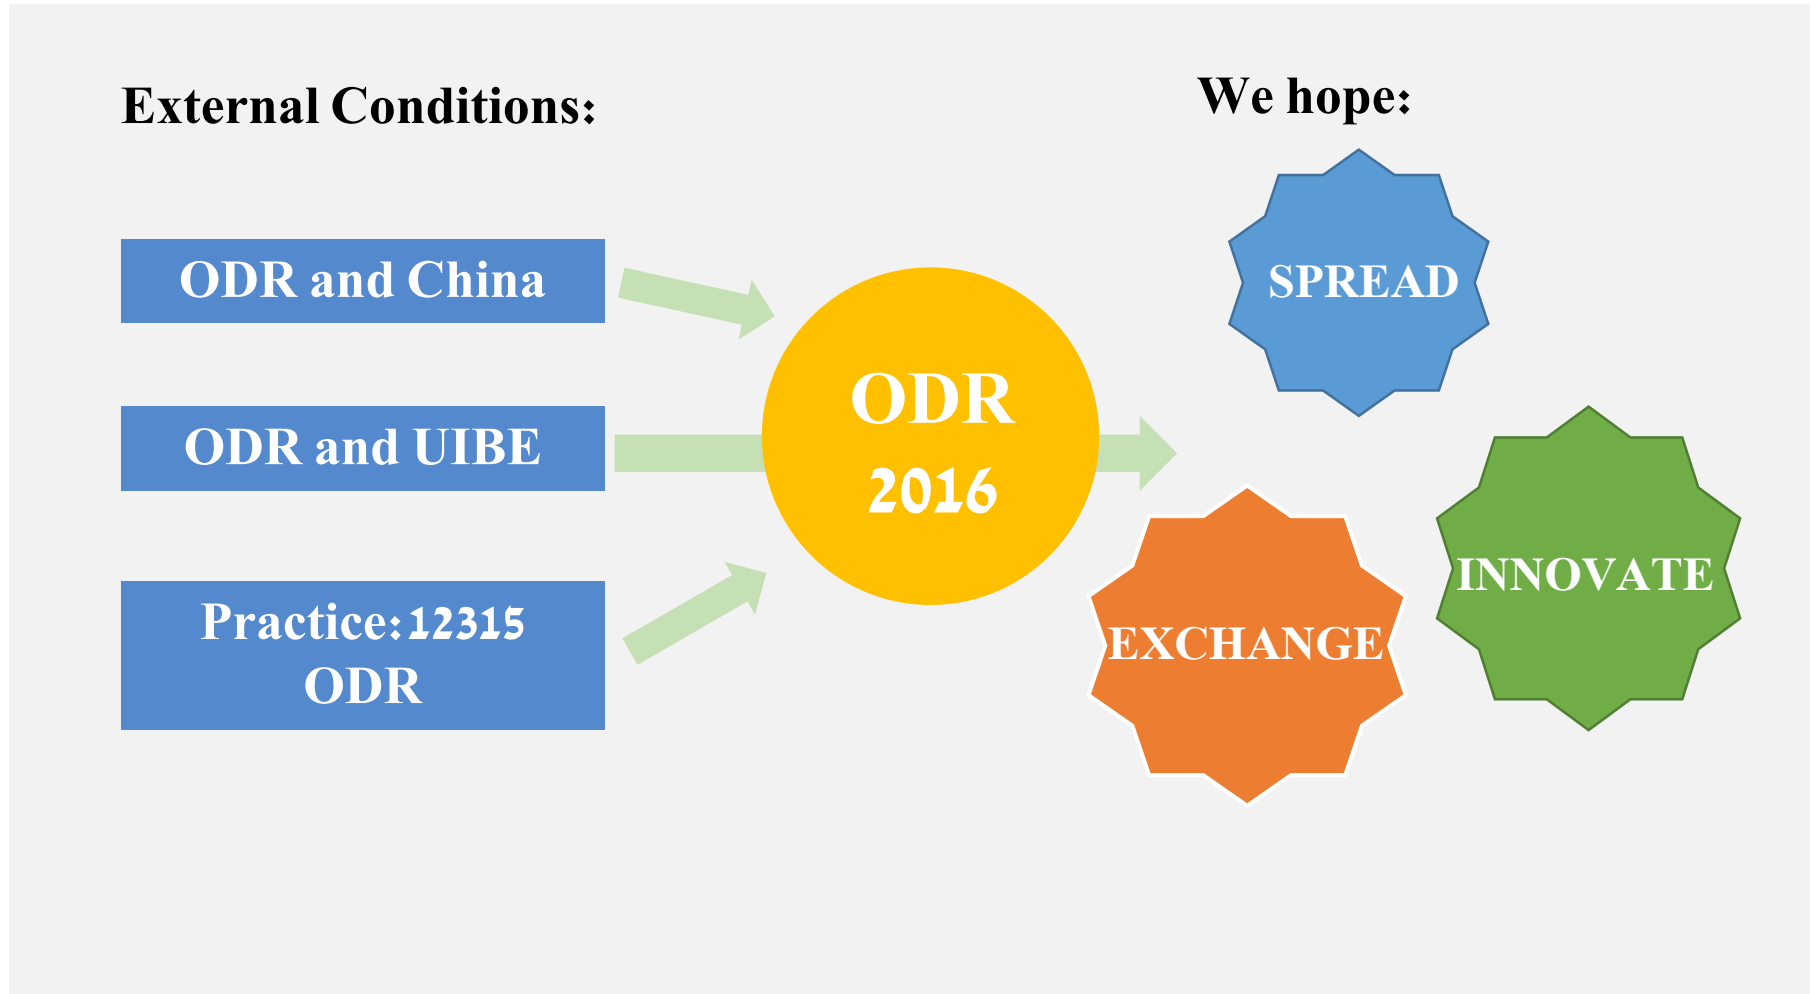 External Conditions:
ODR and China
ODR and UIBE
Practice:12315
ODR
ODR
2016
We hope:
SPREAD
INNOVATE
EXCHANGE